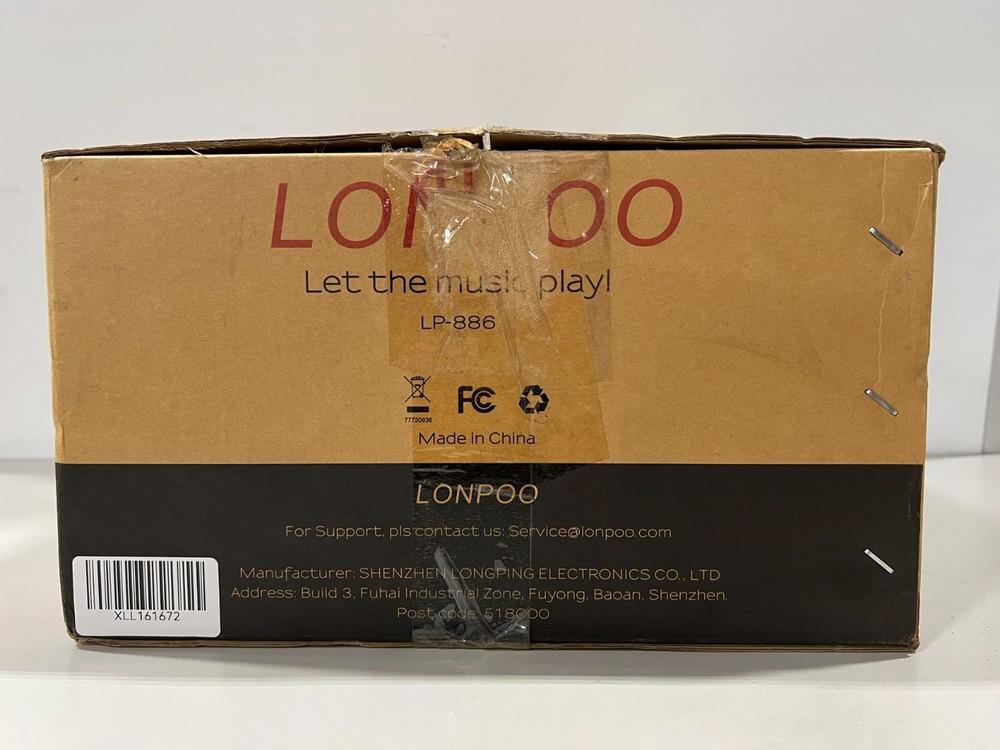 LONPOO
Let the music play!
LP-886
FC
77720936
Made in China
LONPOO
For Support, pls contact us: Service@lonpoo.com
Manufacturer: SHENZHEN LONGPING ELECTRONICS CO., LTD
Address: Build 3, Fuhai Industrial Zone, Fuyong, Baoan, Shenzhen.
Post code: 518000
XLL161672